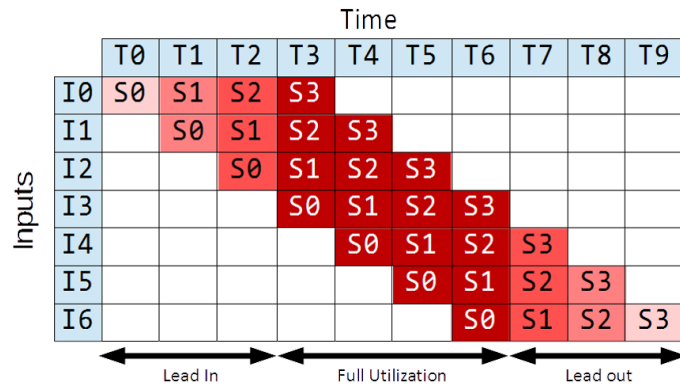 Time
T0 T1 T2 T3 T4 T5 T6 T7 T8 T9
Inputs
I0 S0 S1 S2 S3
I1 S0 S1 S2 S3
I2 S0 S1 S2 S3
I3 S0 S1 S2 S3
I4 S0 S1 S2 S3
I5 S0 S1 S2 S3
I6 S0 S1 S2 S3
Lead In Full Utilization Lead out